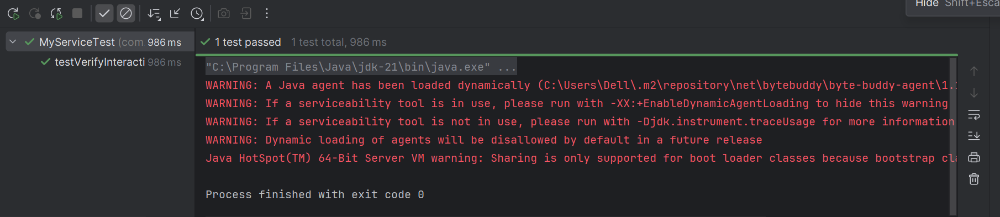 Hide Shift+Esca
MyServiceTest (com 986 ms
1 test passed 1 test total, 986 ms
testVerifyInteracti 986 ms
"C:\Program Files\Java\jdk-21\bin\java.exe" ...
WARNING: A Java agent has been loaded dynamically (C:\Users\Dell\.m2\repository\net\bytebuddy\byte-buddy-agent\1.1
WARNING: If a serviceability tool is in use, please run with -XX:+EnableDynamicAgentLoading to hide this warning
WARNING: If a serviceability tool is not in use, please run with -Djdk.instrument.traceUsage for more information
WARNING: Dynamic loading of agents will be disallowed by default in a future release
Java HotSpot(TM) 64-Bit Server VM warning: Sharing is only supported for boot loader classes because bootstrap cla
Process finished with exit code 0